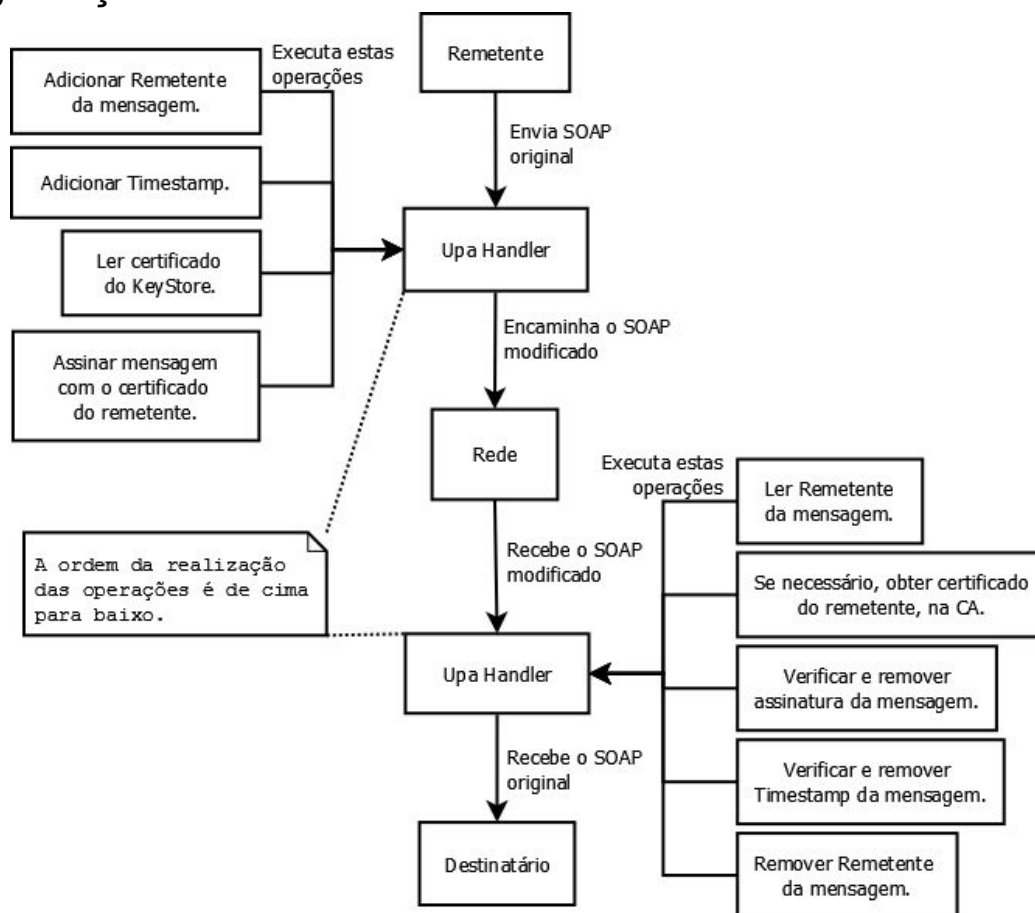 Remetente
Executa estas
operações
Adicionar Remetente
da mensagem.
Envia SOAP
original
Adicionar Timestamp.
Upa Handler
Ler certificado
do KeyStore.
Encaminha o SOAP
modificado
Assinar mensagem
com o certificado
do remetente.
Rede
Executa estas
operações
Ler Remetente
da mensagem.
Recebe o SOAP
modificado
A ordem da realização
das operações é de cima
para baixo.
Se necessário, obter certificado
do remetente, na CA.
Upa Handler
Verificar e remover
assinatura da mensagem.
Recebe o SOAP
original
Verificar e remover
Timestamp da mensagem.
Destinatário
Remover Remetente
da mensagem.